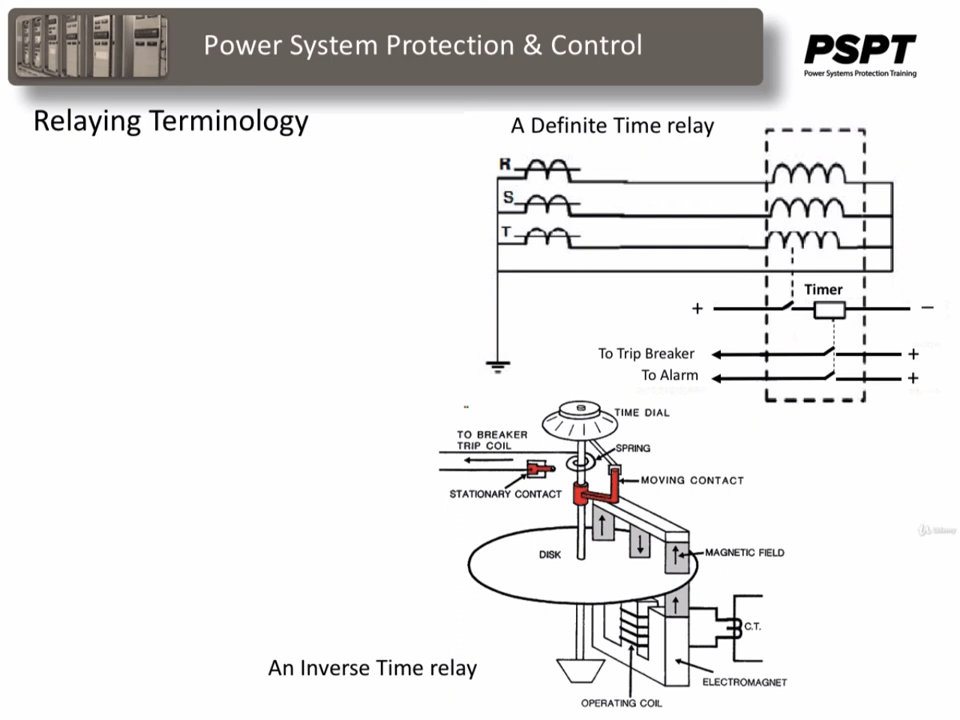 Power System Protection & Control
PSPT
Power Systems Protection Training
Relaying Terminology
A Definite Time relay
R
S
T
Timer
+ −
To Trip Breaker +
To Alarm +
TIME DIAL
TO BREAKER
TRIP COIL
SPRING
MOVING CONTACT
STATIONARY CONTACT
DISK
MAGNETIC FIELD
C.T.
An Inverse Time relay
ELECTROMAGNET
OPERATING COIL